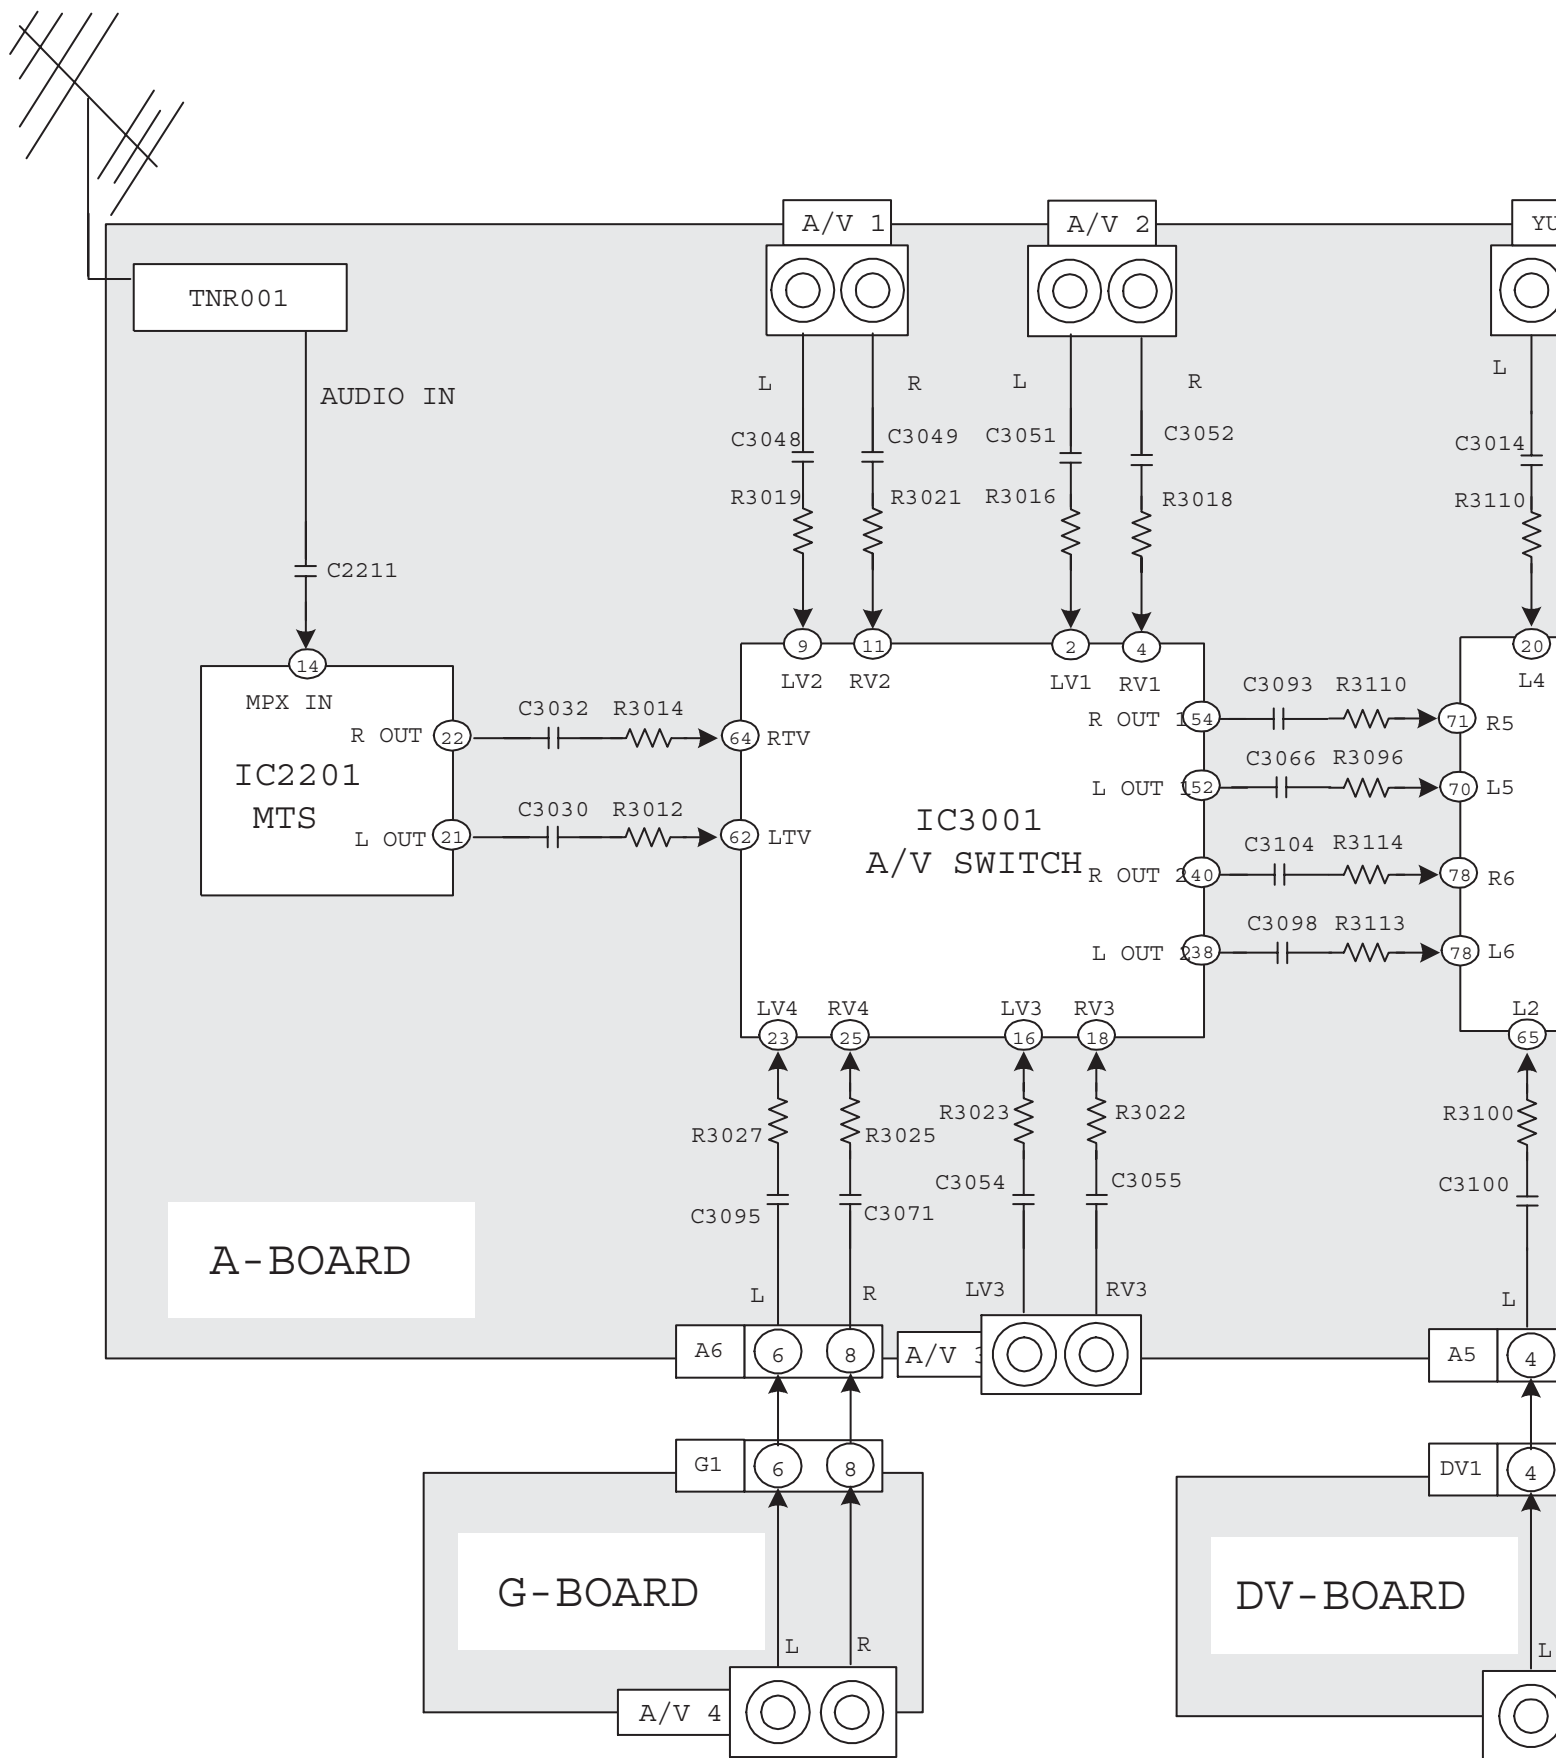 A/V 1
A/V 2
YU
TNR001
AUDIO IN
L
R
L
R
L
C3048
C3049
C3051
C3052
C3014
R3019
R3021
R3016
R3018
R3110
C2211
14
9
11
2
4
20
MPX IN
LV2
RV2
LV1
RV1
L4
R OUT
22
C3032
R3014
64
RTV
R OUT 1
54
C3093
R3110
71
R5
IC2201
MTS
L OUT 1
52
C3066
R3096
70
L5
L OUT
21
C3030
R3012
62
LTV
IC3001
A/V SWITCH
R OUT 2
40
C3104
R3114
78
R6
L OUT 2
38
C3098
R3113
78
L6
LV4
RV4
LV3
RV3
L2
23
25
16
18
65
R3027
R3025
R3023
R3022
R3100
C3095
C3071
C3054
C3055
C3100
A-BOARD
L
R
LV3
RV3
L
A6
6
8
A/V 3
A5
4
G1
6
8
DV1
4
G-BOARD
DV-BOARD
L
R
L
A/V 4